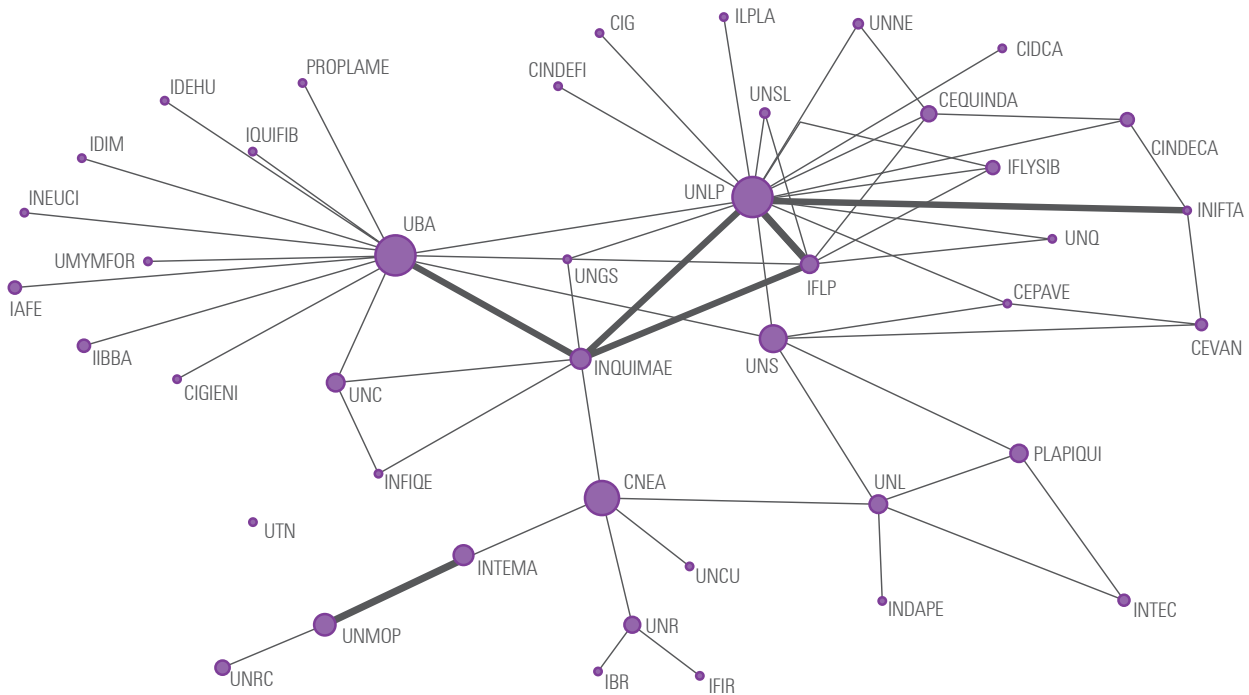 ILPLA
CIG
UNNE
CIDCA
PROPLAME
CINDEFI
IDEHU
UNSL
CEQUINDA
IQUIFIB
IDIM
CINDECA
IFLYSIB
INEUCI
UNLP
INIFTA
UBA
UNQ
UMYMFOR
UNGS
IFLP
CEPAVE
IAFE
CEVAN
IIBBA
UNS
INQUIMAE
CIGIENI
UNC
PLAPIQUI
INFIQE
CNEA
UNL
UTN
INTEMA
UNCU
INDAPE
INTEC
UNMOP
UNR
UNRC
IBR
IFIR